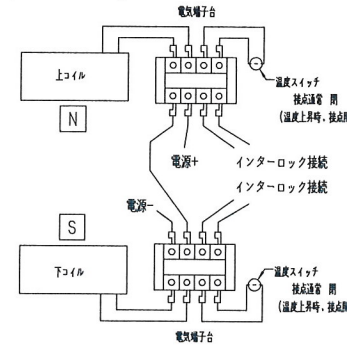 電気端子台
上コイル
温度スイッチ
接点通常 閉
(温度上昇時、接点開
N
電源+
インターロック接続
インターロック接続
電源-
S
下コイル
温度スイッチ
接点通常 閉
(温度上昇時、接点開
電気端子台